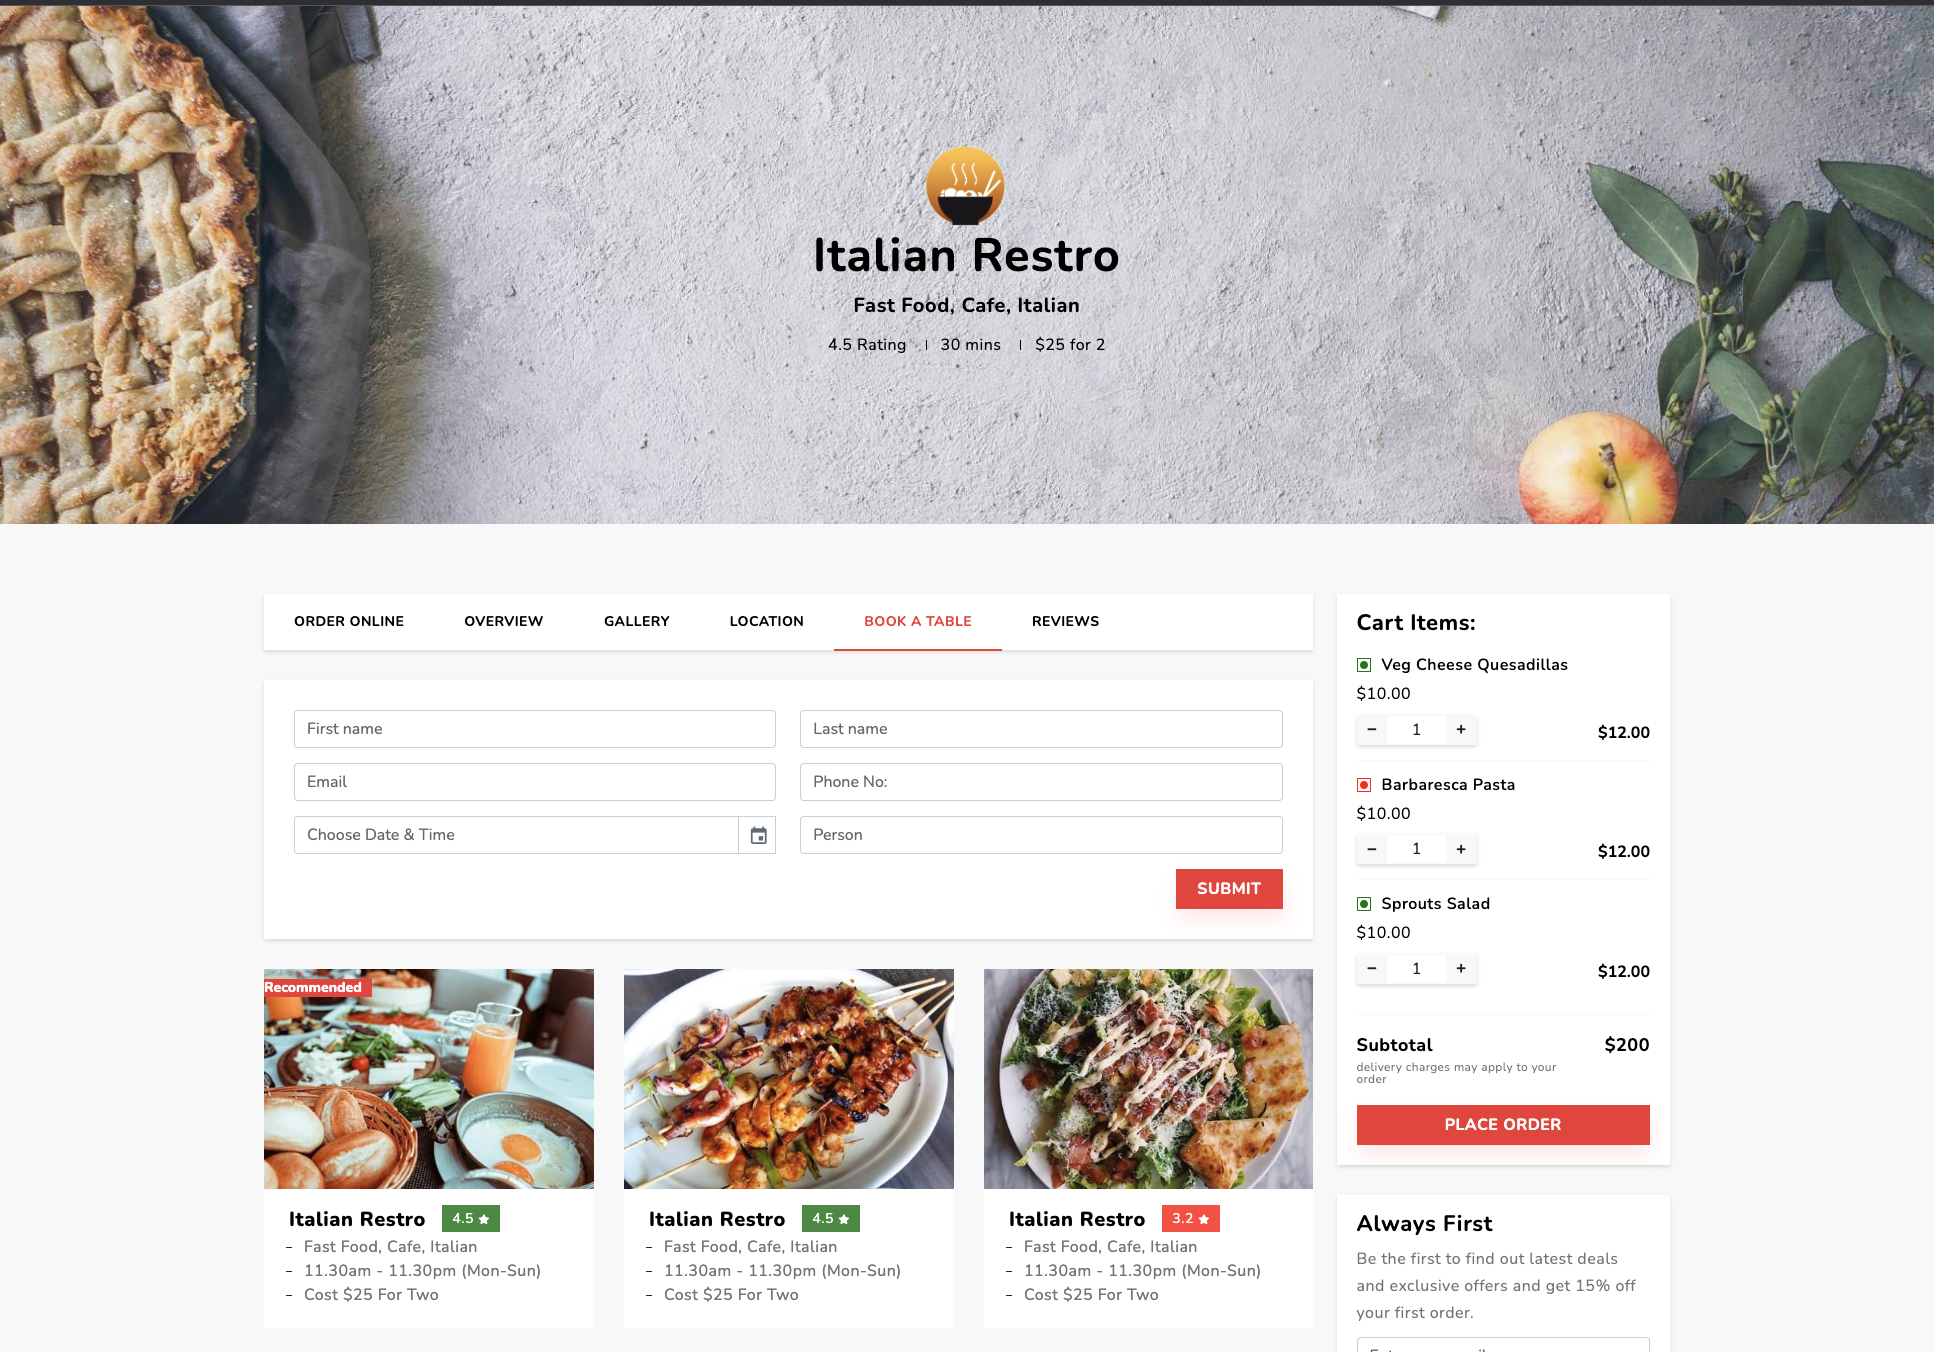 Italian Restro
Fast Food, Cafe, Italian
4.5 Rating | 30 mins | $25 for 2
ORDER ONLINE OVERVIEW GALLERY LOCATION BOOK A TABLE REVIEWS
First name Last name
Email Phone No:
Choose Date & Time Person
SUBMIT
Recommended
Italian Restro 4.5
- Fast Food, Cafe, Italian
- 11.30am - 11.30pm (Mon-Sun)
- Cost $25 For Two
Italian Restro 4.5
- Fast Food, Cafe, Italian
- 11.30am - 11.30pm (Mon-Sun)
- Cost $25 For Two
Italian Restro 3.2
- Fast Food, Cafe, Italian
- 11.30am - 11.30pm (Mon-Sun)
- Cost $25 For Two
Cart Items:
Veg Cheese Quesadillas
$10.00
- 1 + $12.00
Barbaresca Pasta
$10.00
- 1 + $12.00
Sprouts Salad
$10.00
- 1 + $12.00
Subtotal $200
delivery charges may apply to your
order
PLACE ORDER
Always First
Be the first to find out latest deals
and exclusive offers and get 15% off
your first order.